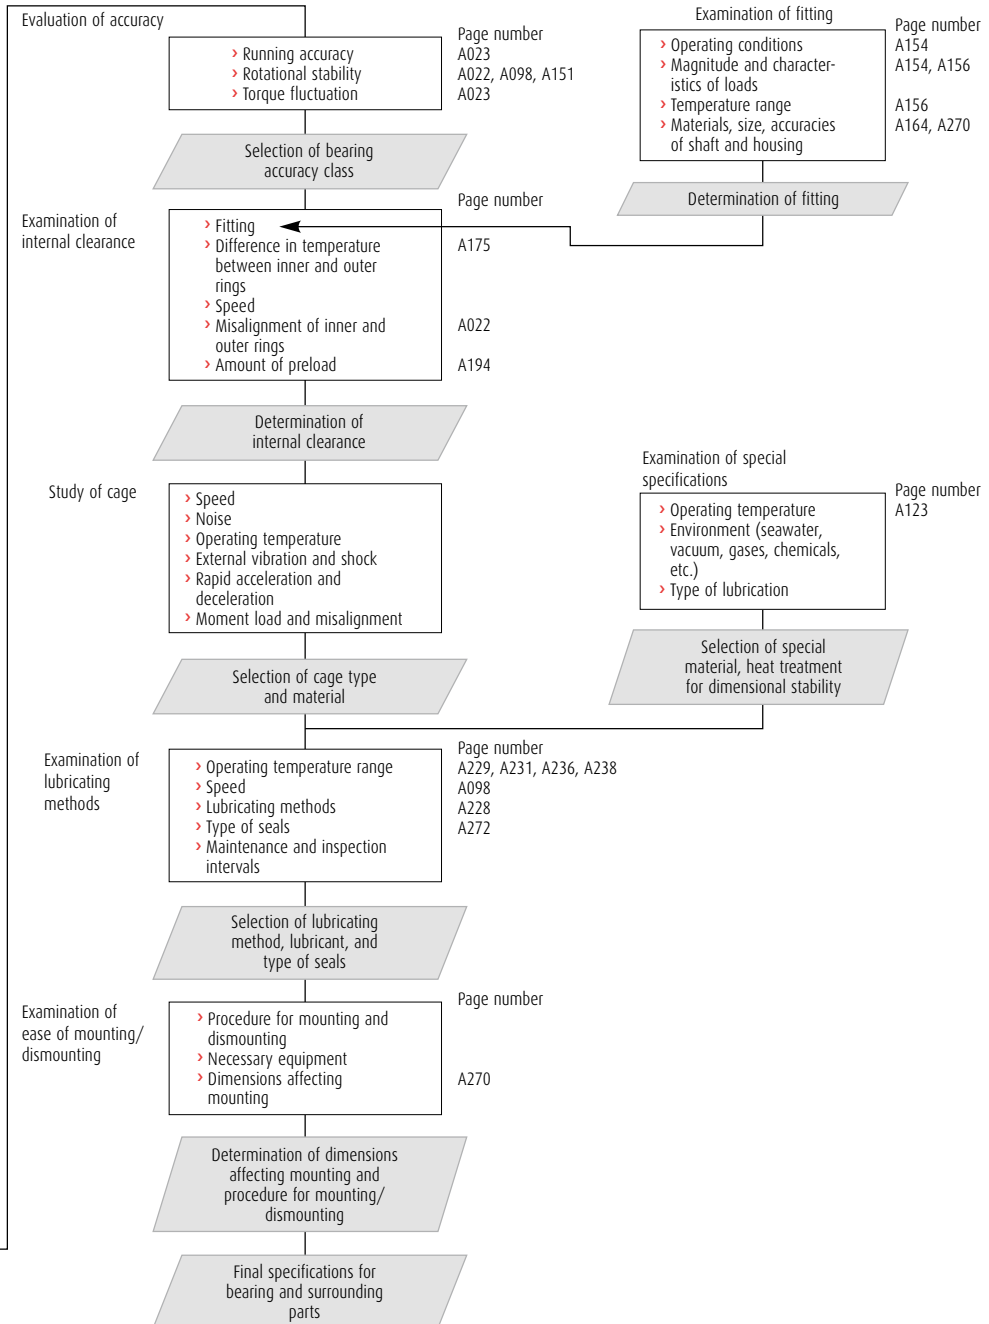 Evaluation of accuracy
Page number
› Running accuracy
A023
› Rotational stability
A022, A098, A151
› Torque fluctuation
A023
Selection of bearing
accuracy class
Examination of fitting
Page number
› Operating conditions
A154
› Magnitude and character-
istics of loads
A154, A156
› Temperature range
A156
› Materials, size, accuracies
of shaft and housing
A164, A270
Determination of fitting
Examination of
internal clearance
Page number
› Fitting
› Difference in temperature
between inner and outer
rings
A175
› Speed
› Misalignment of inner and
outer rings
A022
› Amount of preload
A194
Determination of
internal clearance
Study of cage
› Speed
› Noise
› Operating temperature
› External vibration and shock
› Rapid acceleration and
deceleration
› Moment load and misalignment
Selection of cage type
and material
Examination of special
specifications
Page number
› Operating temperature
A123
› Environment (seawater,
vacuum, gases, chemicals,
etc.)
› Type of lubrication
Selection of special
material, heat treatment
for dimensional stability
Examination of
lubricating
methods
Page number
› Operating temperature range
A229, A231, A236, A238
› Speed
A098
› Lubricating methods
A228
› Type of seals
A272
› Maintenance and inspection
intervals
Selection of lubricating
method, lubricant, and
type of seals
Examination of
ease of mounting/
dismounting
Page number
› Procedure for mounting and
dismounting
› Necessary equipment
› Dimensions affecting
mounting
A270
Determination of dimensions
affecting mounting and
procedure for mounting/
dismounting
Final specifications for
bearing and surrounding
parts